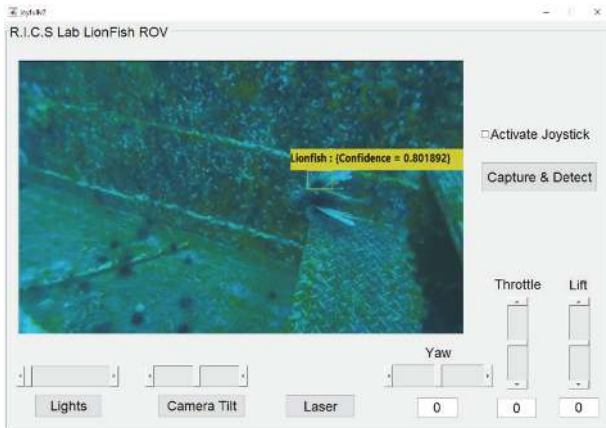 R.I.C.S Lab LionFish ROV
Lionfish : (Confidence = 0.801892)
Activate Joystick
Capture & Detect
Throttle Lift
Yaw
Lights Camera Tilt Laser 0 0 0